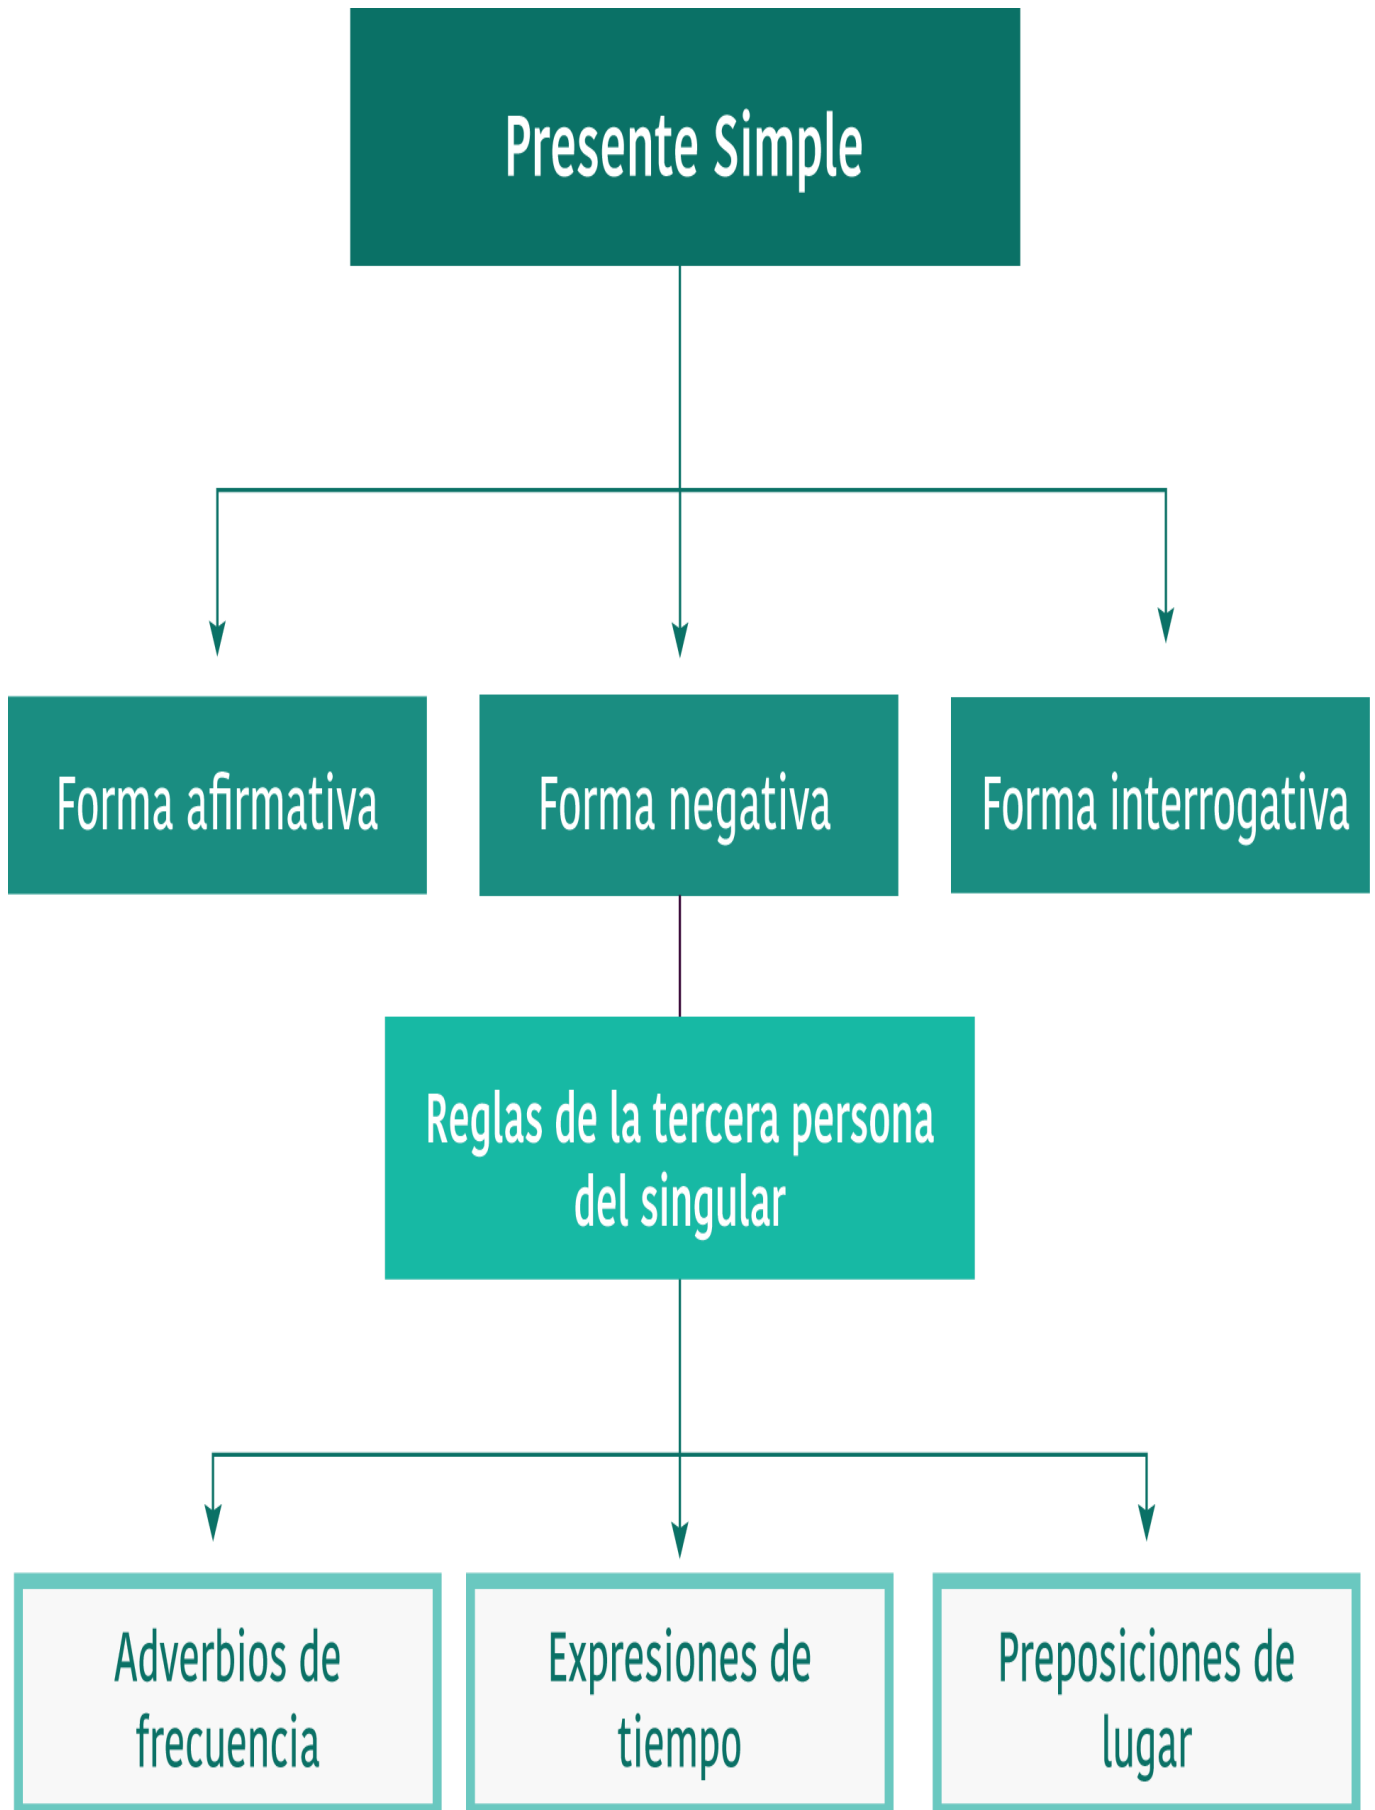 Presente Simple
Forma afirmativa
Forma negativa
Forma interrogativa
Reglas de la tercera persona
del singular
Adverbios de
frecuencia
Expresiones de
tiempo
Preposiciones de
lugar